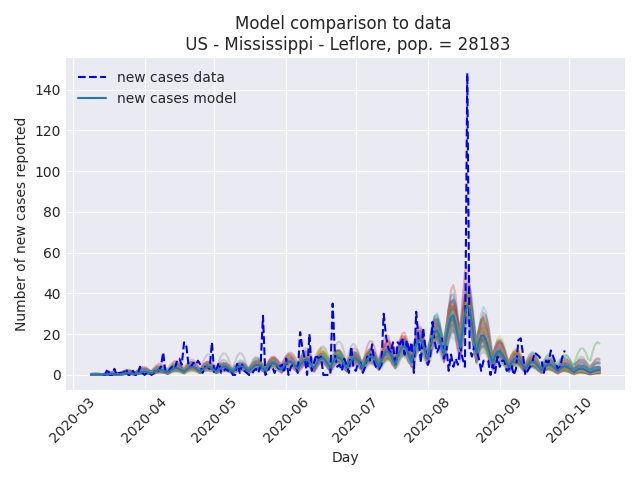 Model comparison to data
US - Mississippi - Leflore, pop. = 28183
new cases data
new cases model
Number of new cases reported
140
120
100
80
60
40
20
0
2020-03
2020-04
2020-05
2020-06
2020-07
2020-08
2020-09
2020-10
Day